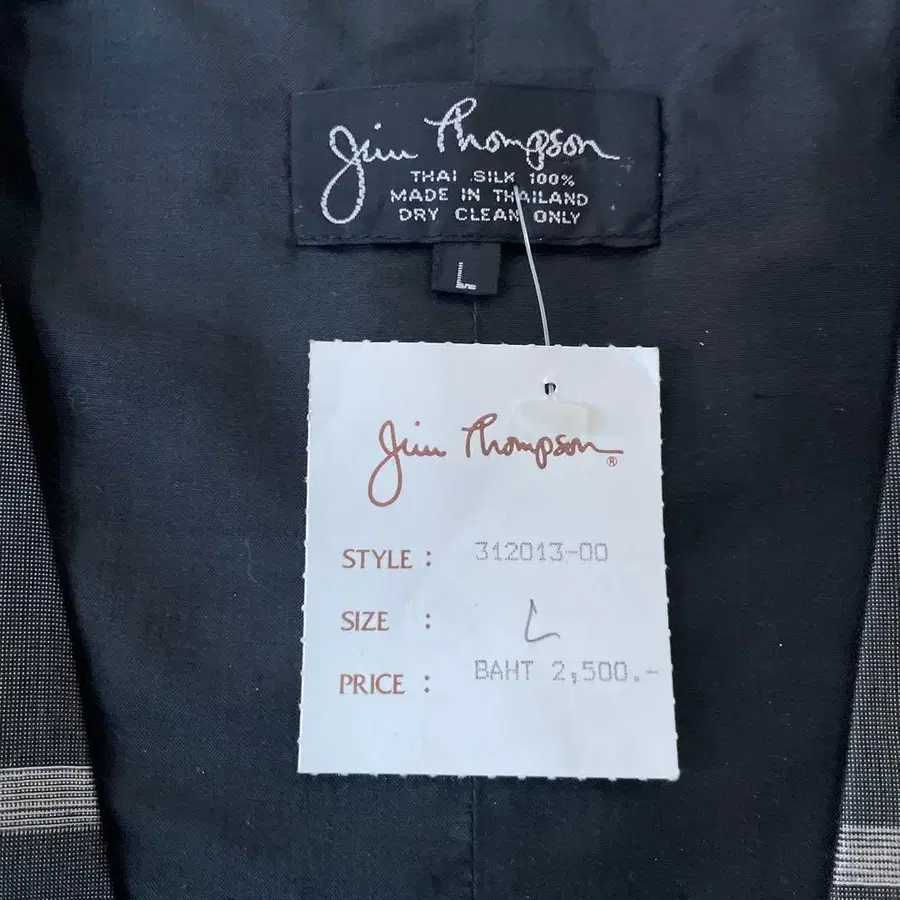 Jim Thompson
THAI SILK 100%
MADE IN THAILAND
DRY CLEAN ONLY
L
Jim Thompson ®
STYLE : 312013-00
SIZE : L
PRICE : BAHT 2,500.-